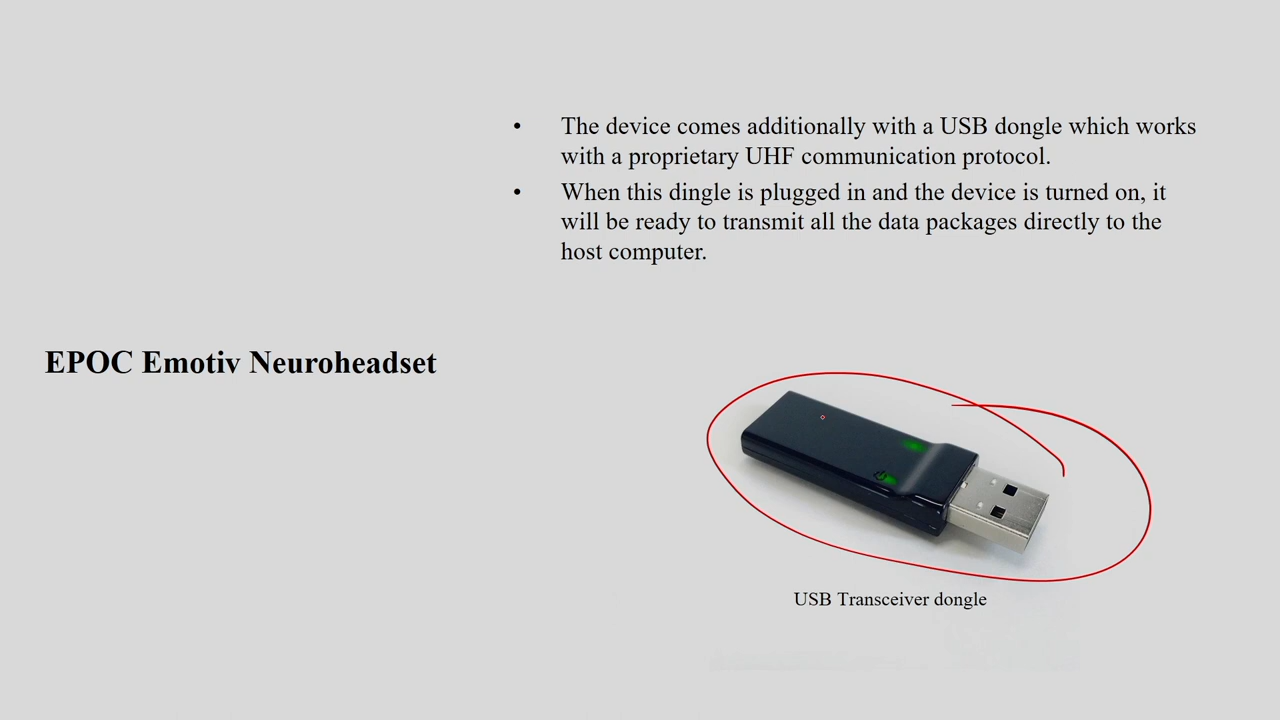 • The device comes additionally with a USB dongle which works
with a proprietary UHF communication protocol.
• When this dingle is plugged in and the device is turned on, it
will be ready to transmit all the data packages directly to the
host computer.
EPOC Emotiv Neuroheadset
USB Transceiver dongle